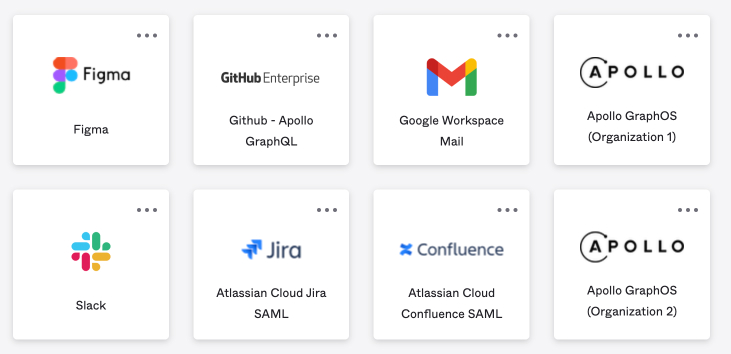 Figma
GitHub Enterprise
APOLLO
Figma
Github - Apollo
GraphQL
Google Workspace
Mail
Apollo GraphOS
(Organization 1)
Jira
Confluence
APOLLO
Slack
Atlassian Cloud Jira
SAML
Atlassian Cloud
Confluence SAML
Apollo GraphOS
(Organization 2)